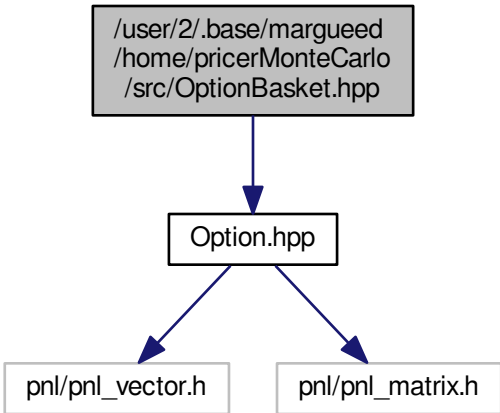 /user/2/.base/margueed
/home/pricerMonteCarlo
/src/OptionBasket.hpp
Option.hpp
pnl/pnl_vector.h
pnl/pnl_matrix.h